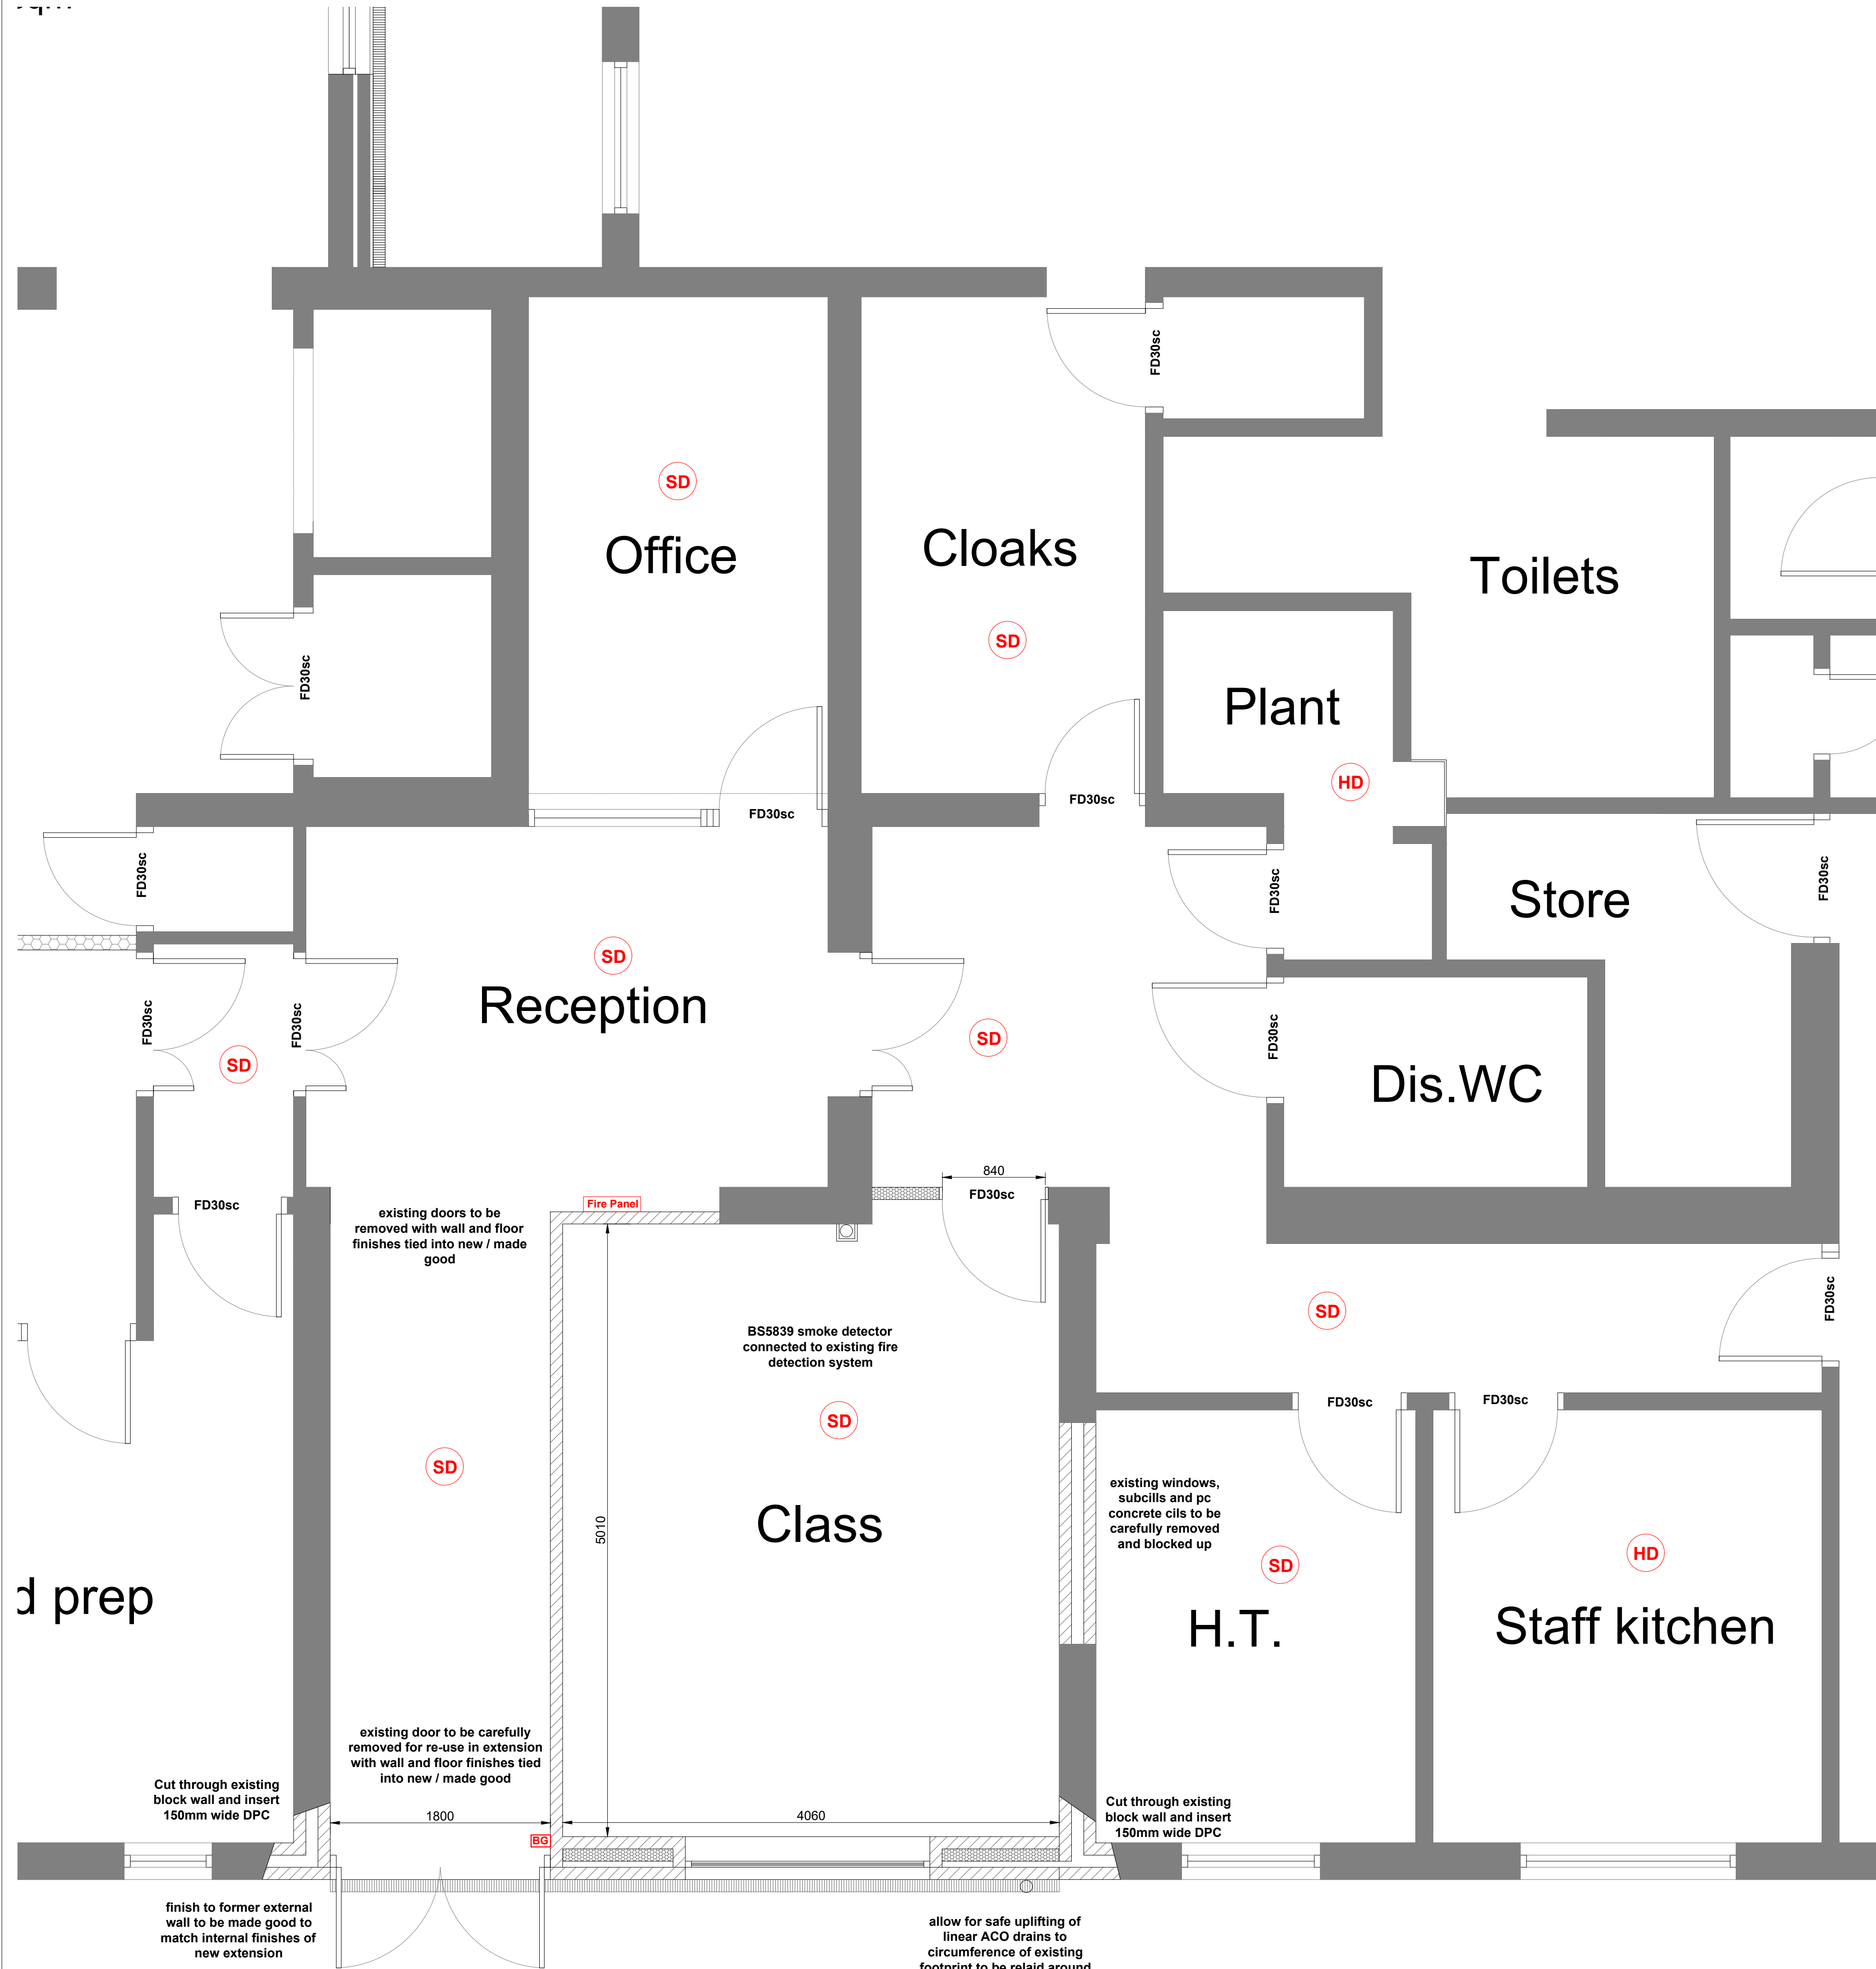 FD30sc
SD
Office
Cloaks
SD
Toilets
FD30sc
Plant
HD
FD30sc
FD30sc
FD30sc
FD30sc
FD30sc
Store
SD
Reception
FD30sc
FD30sc
SD
SD
FD30sc
Dis.WC
840
FD30sc
FD30sc
Fire Panel
existing doors to be
removed with wall and floor
finishes tied into new / made
good
FD30sc
SD
BS5839 smoke detector
connected to existing fire
detection system
SD
FD30sc
FD30sc
SD
existing windows,
subcills and pc
concrete cils to be
carefully removed
and blocked up
5010
Class
SD
HD
d prep
H.T.
Staff kitchen
existing door to be carefully
removed for re-use in extension
with wall and floor finishes tied
into new / made good
Cut through existing
block wall and insert
150mm wide DPC
1800
4060
Cut through existing
block wall and insert
150mm wide DPC
BG
finish to former external
wall to be made good to
match internal finishes of
new extension
allow for safe uplifting of
linear ACO drains to
circumference of existing
footprint to be relaid around